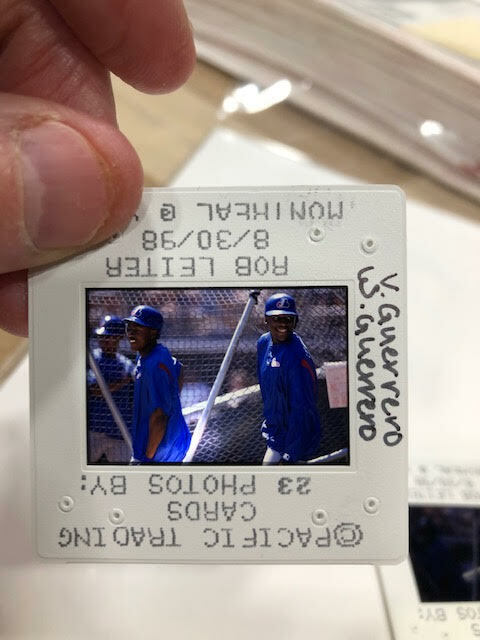 @PACIFIC TRADING
CARDS
23 PHOTOS BY:
ROB LEITER
8/30/98
MONTREAL @
V. Guerrero
W. Guerrero